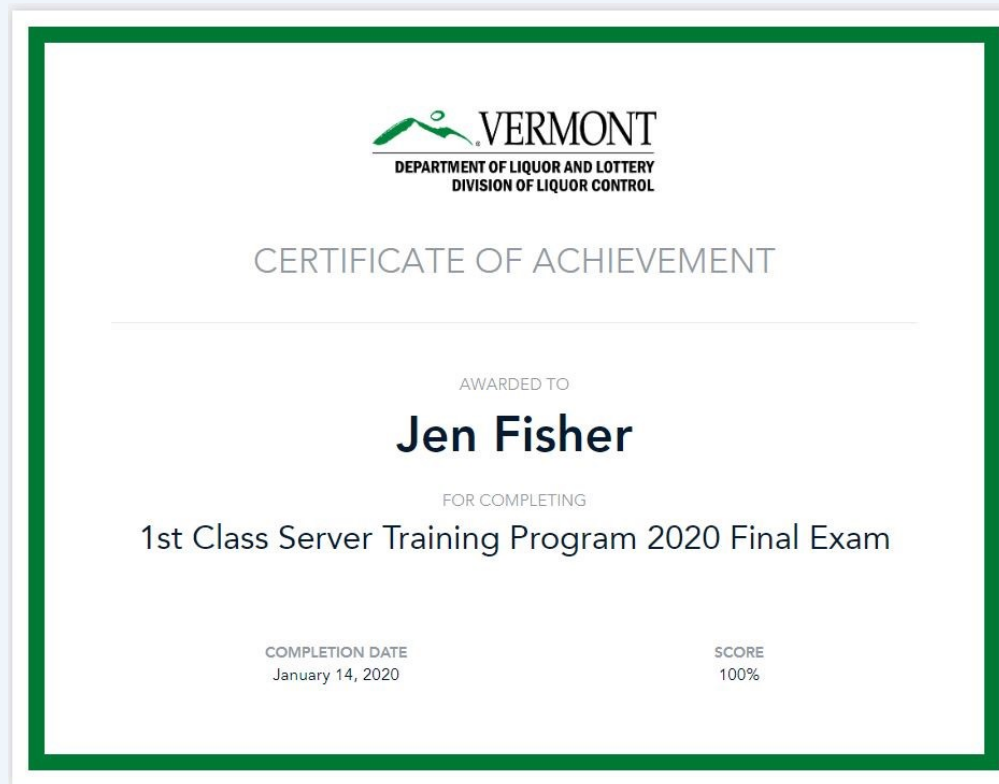 VERMONT
DEPARTMENT OF LIQUOR AND LOTTERY
DIVISION OF LIQUOR CONTROL
CERTIFICATE OF ACHIEVEMENT
AWARDED TO
Jen Fisher
FOR COMPLETING
1st Class Server Training Program 2020 Final Exam
COMPLETION DATE SCORE
January 14, 2020 100%